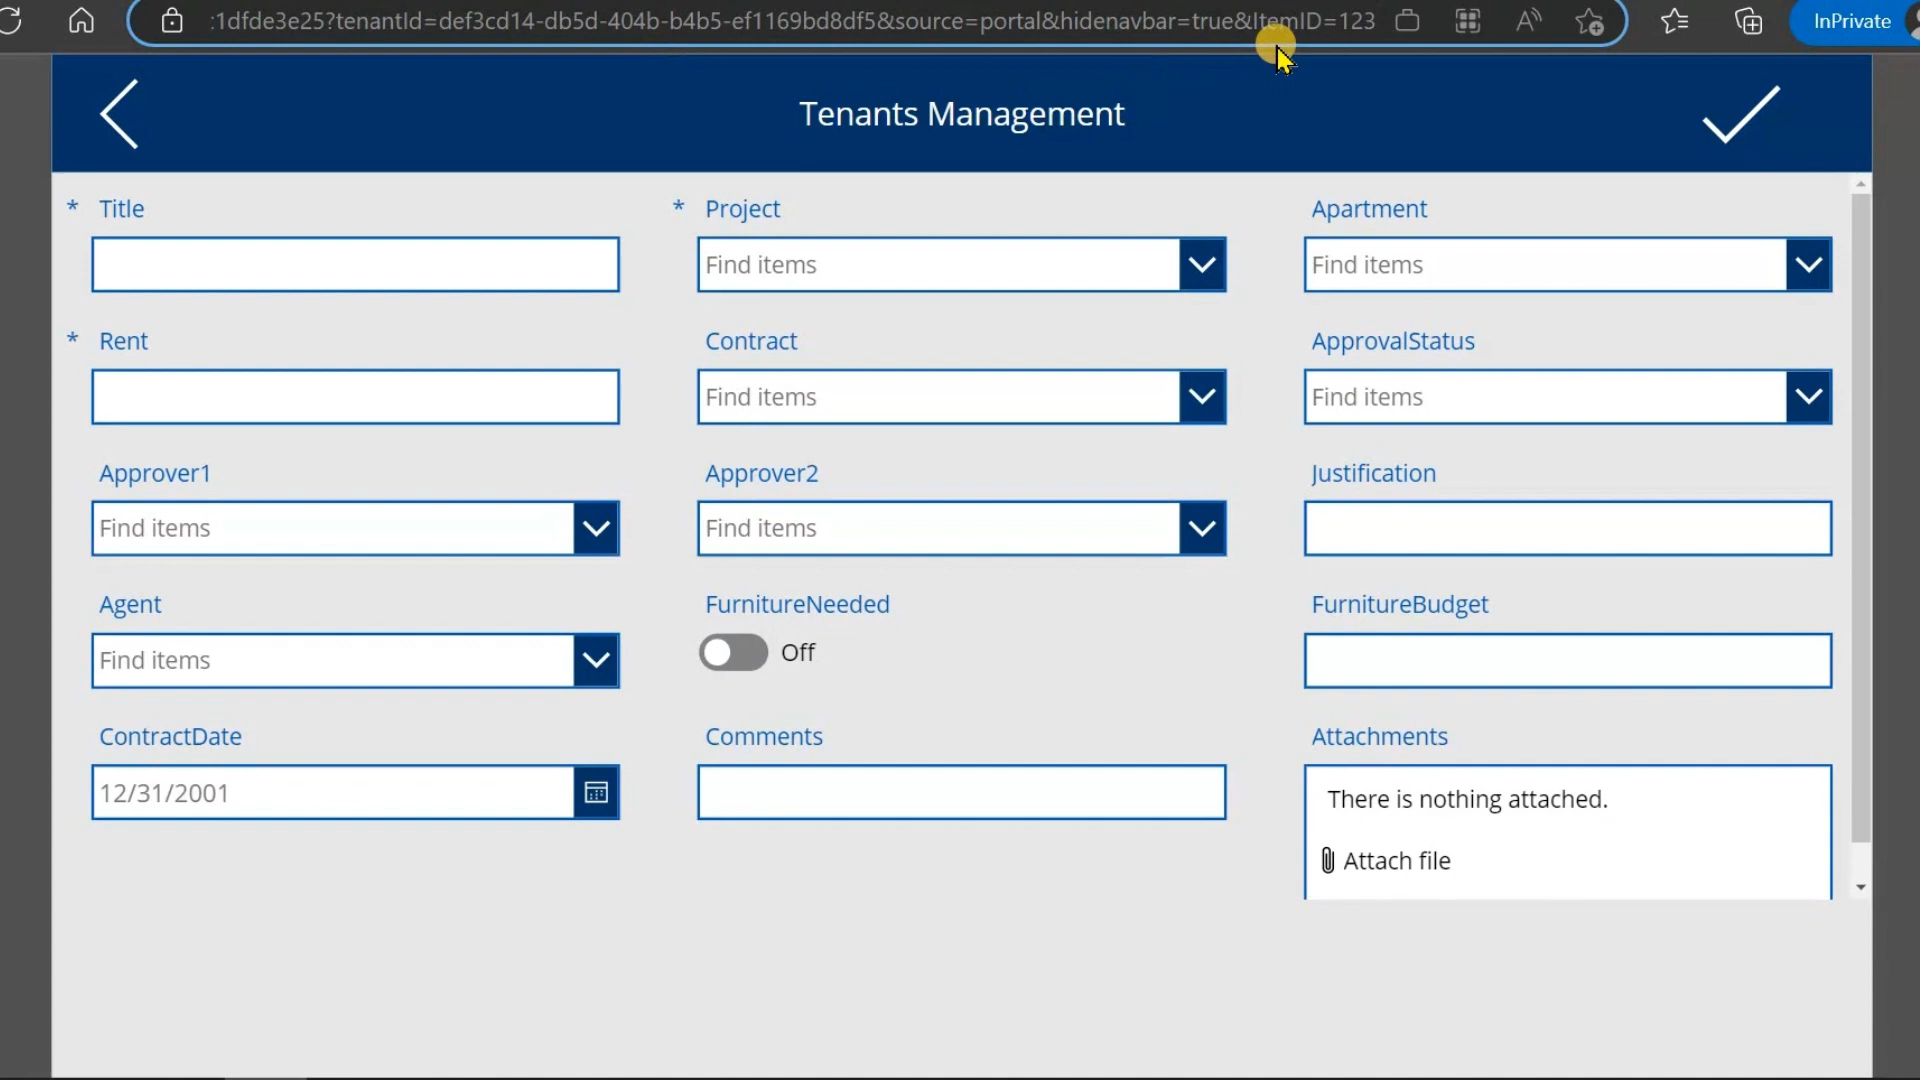 :1dfde3e25?tenantId=def3cd14-db5d-404b-b4b5-ef1169bd8df5&source=portal&hidenavbar=true&ItemID=123
InPrivate
Tenants Management
* Title
* Project
Apartment
Find items
Find items
* Rent
Contract
ApprovalStatus
Find items
Find items
Approver1
Approver2
Justification
Find items
Find items
Agent
FurnitureNeeded
FurnitureBudget
Find items
Off
ContractDate
Comments
Attachments
12/31/2001
There is nothing attached.
Attach file